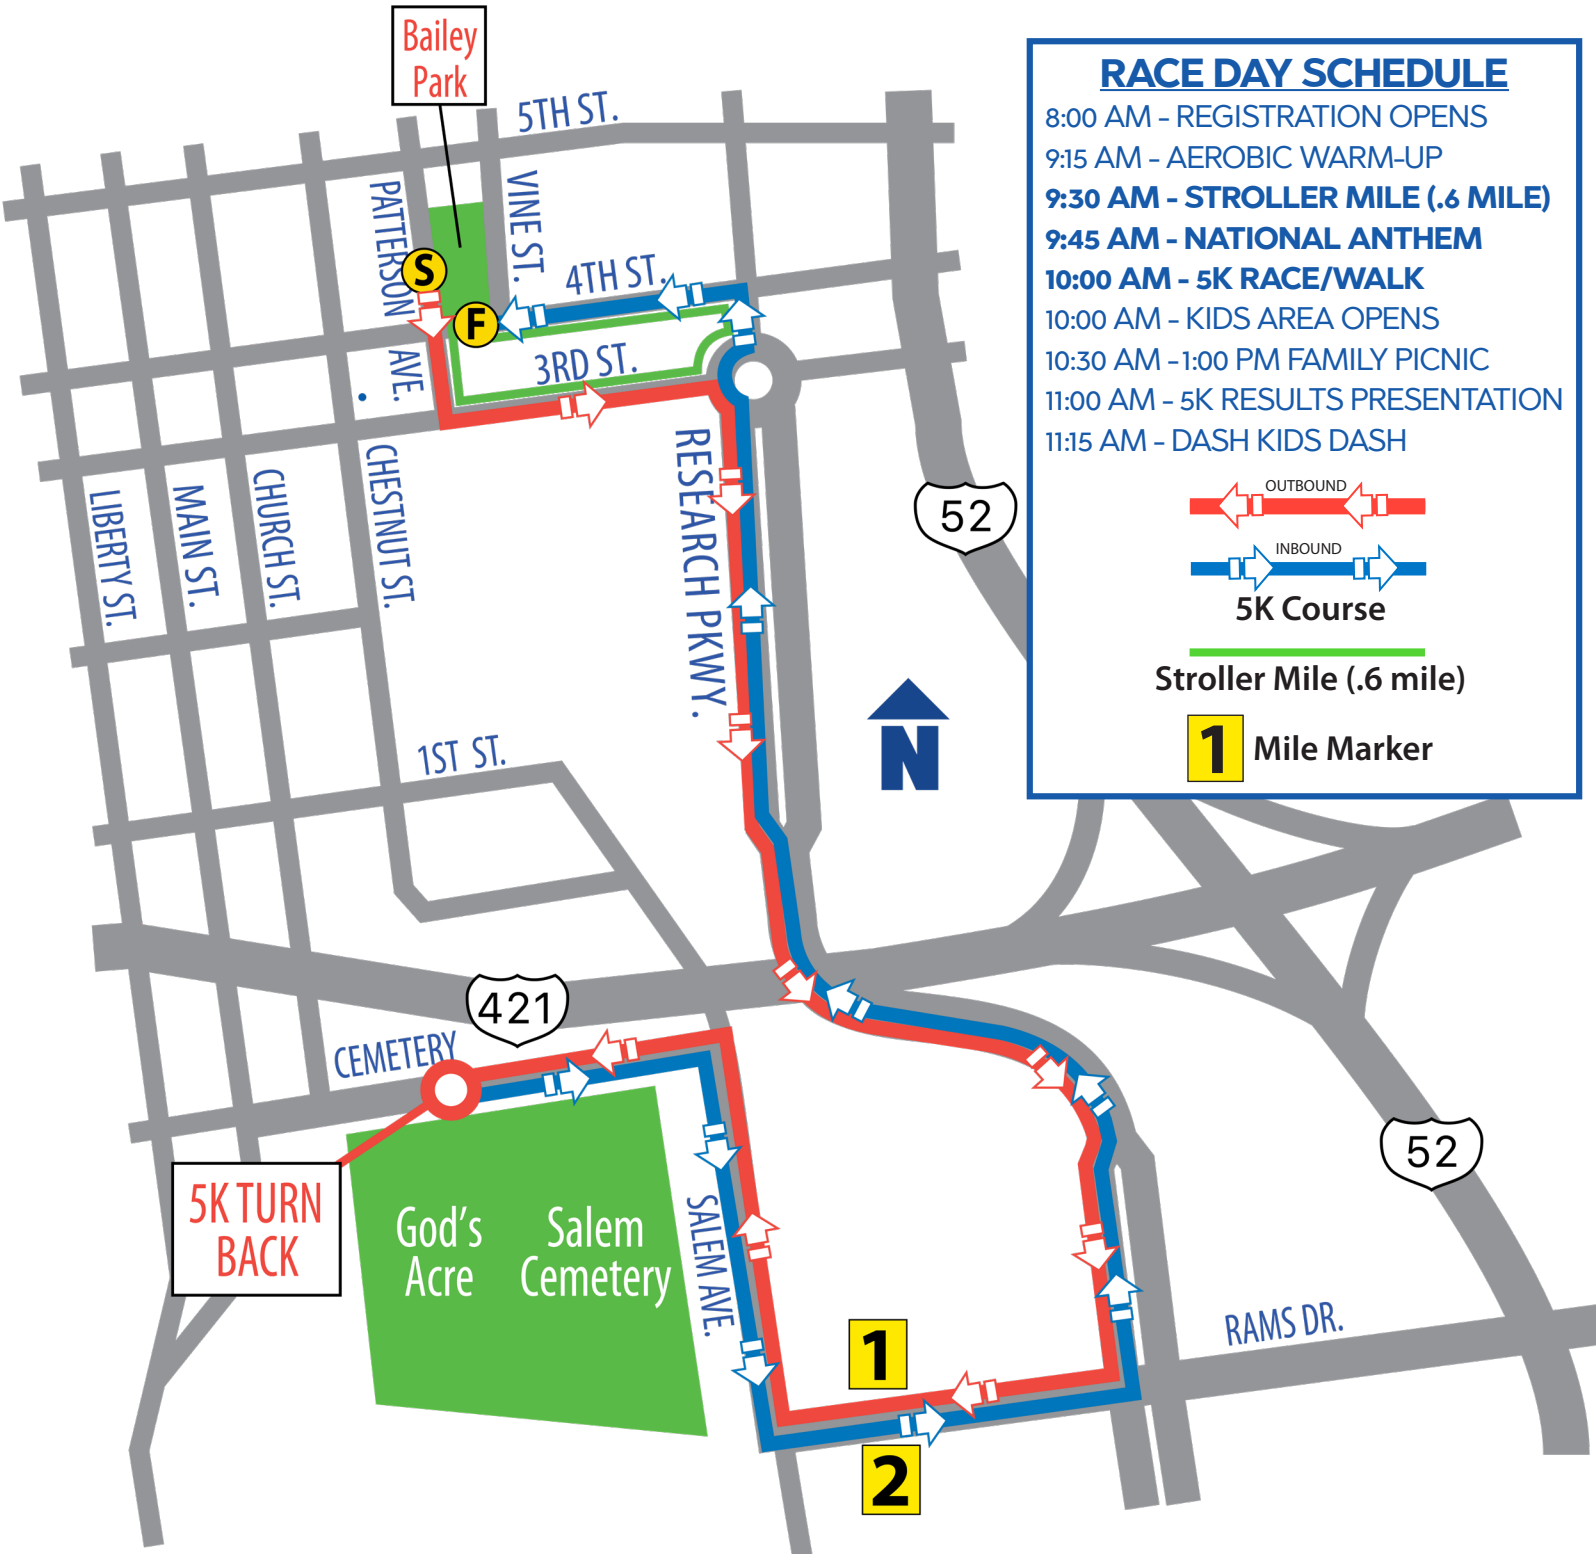 Bailey
Park
5TH ST.
PATTERSON
AVE.
VINE ST.
S
F
4TH ST.
3RD ST.
LIBERTY ST.
MAIN ST.
CHURCH ST.
CHESTNUT ST.
RESEARCH PKWY.
1ST ST.
N
52
421
CEMETERY
5K TURN
BACK
God's
Acre
Salem
Cemetery
SALEM AVE.
1
2
RAMS DR.
52
RACE DAY SCHEDULE
8:00 AM - REGISTRATION OPENS
9:15 AM - AEROBIC WARM-UP
9:30 AM - STROLLER MILE (.6 MILE)
9:45 AM - NATIONAL ANTHEM
10:00 AM - 5K RACE/WALK
10:00 AM - KIDS AREA OPENS
10:30 AM -1:00 PM FAMILY PICNIC
11:00 AM - 5K RESULTS PRESENTATION
11:15 AM - DASH KIDS DASH
OUTBOUND
INBOUND
5K Course
Stroller Mile (.6 mile)
1 Mile Marker